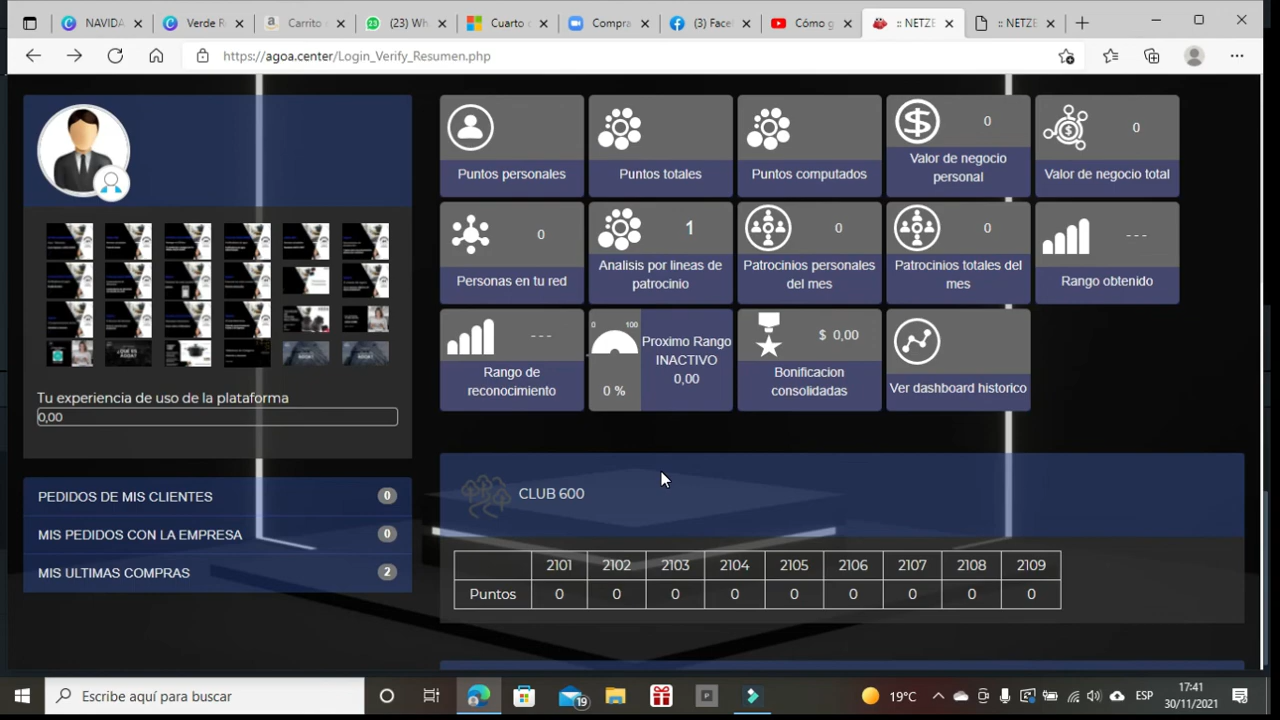 NAVIDA
Verde R
Carrito
(23) Wh
Cuarto c
Compra
(3) Face
Cómo g
:: NETZE
:: NETZE
https://agoa.center/Login_Verify_Resumen.php
Puntos personales
Puntos totales
Puntos computados
0
Valor de negocio
personal
0
Valor de negocio total
0
Personas en tu red
1
Analisis por lineas de
patrocinio
0
Patrocinios personales
del mes
0
Patrocinios totales del
mes
---
Rango obtenido
---
Rango de
reconocimiento
0 100
0 %
Proximo Rango
INACTIVO
0,00
$ 0,00
Bonificacion
consolidadas
Ver dashboard historico
Tu experiencia de uso de la plataforma
0,00
PEDIDOS DE MIS CLIENTES 0
MIS PEDIDOS CON LA EMPRESA 0
MIS ULTIMAS COMPRAS 2
CLUB 600
2101 2102 2103 2104 2105 2106 2107 2108 2109
Puntos 0 0 0 0 0 0 0 0 0
Escribe aquí para buscar
19
19°C
ESP
17:41
30/11/2021